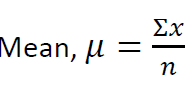 Mean, μ = Σx / n